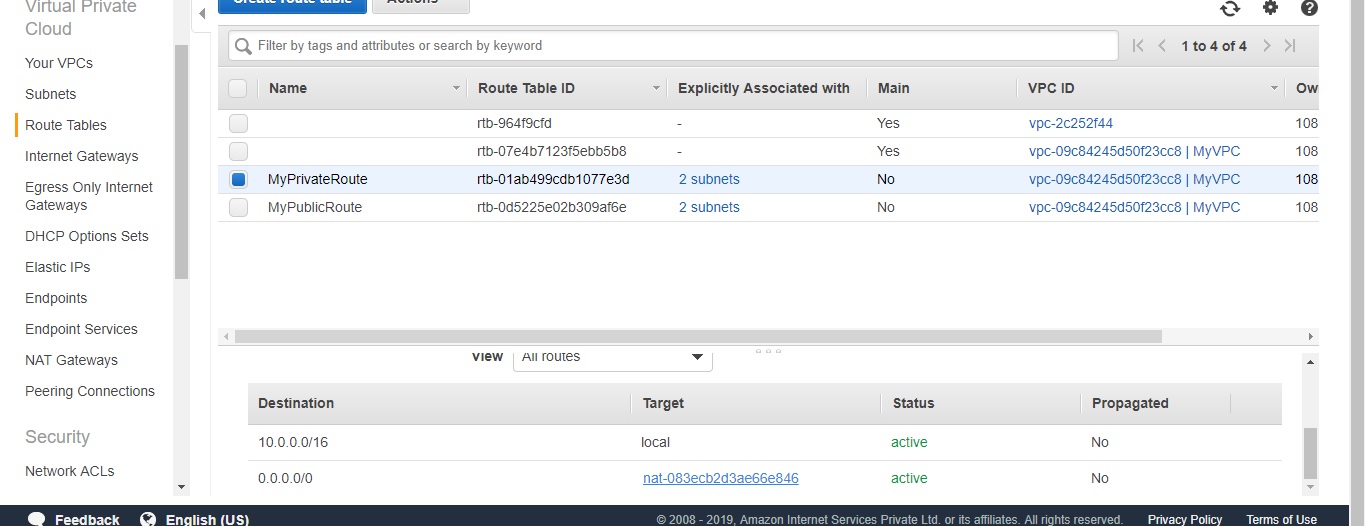 Virtual Private
Cloud
Your VPCs
Subnets
Route Tables
Internet Gateways
Egress Only Internet
Gateways
DHCP Options Sets
Elastic IPs
Endpoints
Endpoint Services
NAT Gateways
Peering Connections
Security
Network ACLs
Create route table Actions
Filter by tags and attributes or search by keyword 1 to 4 of 4
Name Route Table ID Explicitly Associated with Main VPC ID Ow
rtb-964f9cfd - Yes vpc-2c252f44 108
rtb-07e4b7123f5ebb5b8 - Yes vpc-09c84245d50f23cc8 | MyVPC 108
MyPrivateRoute rtb-01ab499cdb1077e3d 2 subnets No vpc-09c84245d50f23cc8 | MyVPC 108
MyPublicRoute rtb-0d5225e02b309af6e 2 subnets No vpc-09c84245d50f23cc8 | MyVPC 108
View All routes
Destination Target Status Propagated
10.0.0.0/16 local active No
0.0.0.0/0 nat-083ecb2d3ae66e846 active No
Feedback English (US) © 2008 - 2019, Amazon Internet Services Private Ltd. or its affiliates. All rights reserved. Privacy Policy Terms of Use